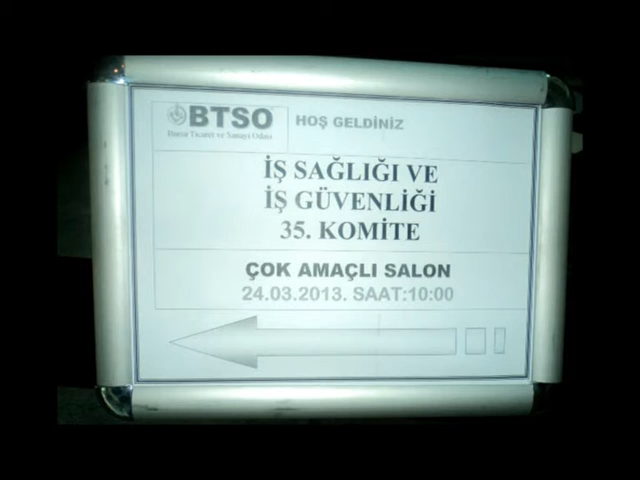 BTSO
Bursa Ticaret ve Sanayi Odası
HOŞ GELDİNİZ
İŞ SAĞLIĞI VE
İŞ GÜVENLİĞİ
35. KOMİTE
ÇOK AMAÇLI SALON
24.03.2013. SAAT:10:00